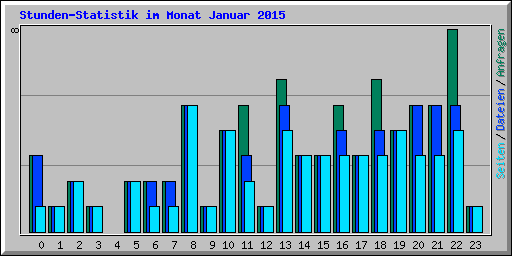 Stunden-Statistik im Monat Januar 2015
8
Seiten/Dateien/Anfragen
0 1 2 3 4 5 6 7 8 9 10 11 12 13 14 15 16 17 18 19 20 21 22 23